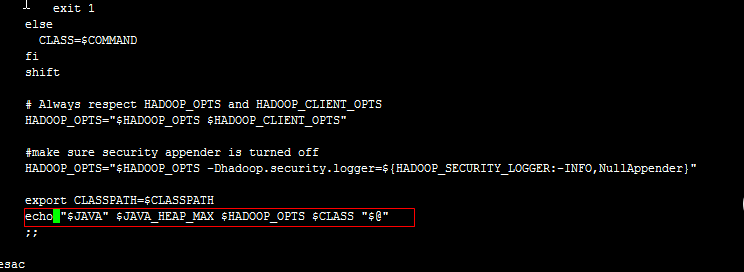 exit 1
else
CLASS=$COMMAND
fi
shift
# Always respect HADOOP_OPTS and HADOOP_CLIENT_OPTS
HADOOP_OPTS="$HADOOP_OPTS $HADOOP_CLIENT_OPTS"
#make sure security appender is turned off
HADOOP_OPTS="$HADOOP_OPTS -Dhadoop.security.logger=${HADOOP_SECURITY_LOGGER:-INFO,NullAppender}"
export CLASSPATH=$CLASSPATH
echo "$JAVA" $JAVA_HEAP_MAX $HADOOP_OPTS $CLASS "$@"
;;
esac